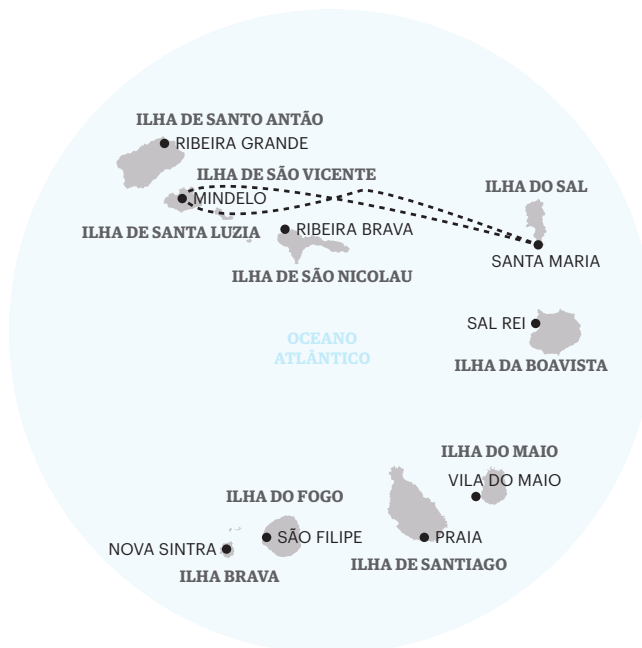 ILHA DE SANTO ANTÃO
RIBEIRA GRANDE
ILHA DE SÃO VICENTE
MINDELO
ILHA DO SAL
ILHA DE SANTA LUZIA
RIBEIRA BRAVA
SANTA MARIA
ILHA DE SÃO NICOLAU
SAL REI
OCEANO
ATLÂNTICO
ILHA DA BOAVISTA
ILHA DO MAIO
VILA DO MAIO
ILHA DO FOGO
SÃO FILIPE
PRAIA
NOVA SINTRA
ILHA DE SANTIAGO
ILHA BRAVA